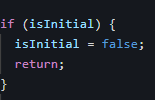 if (isInitial) {
  isInitial = false;
  return;
}